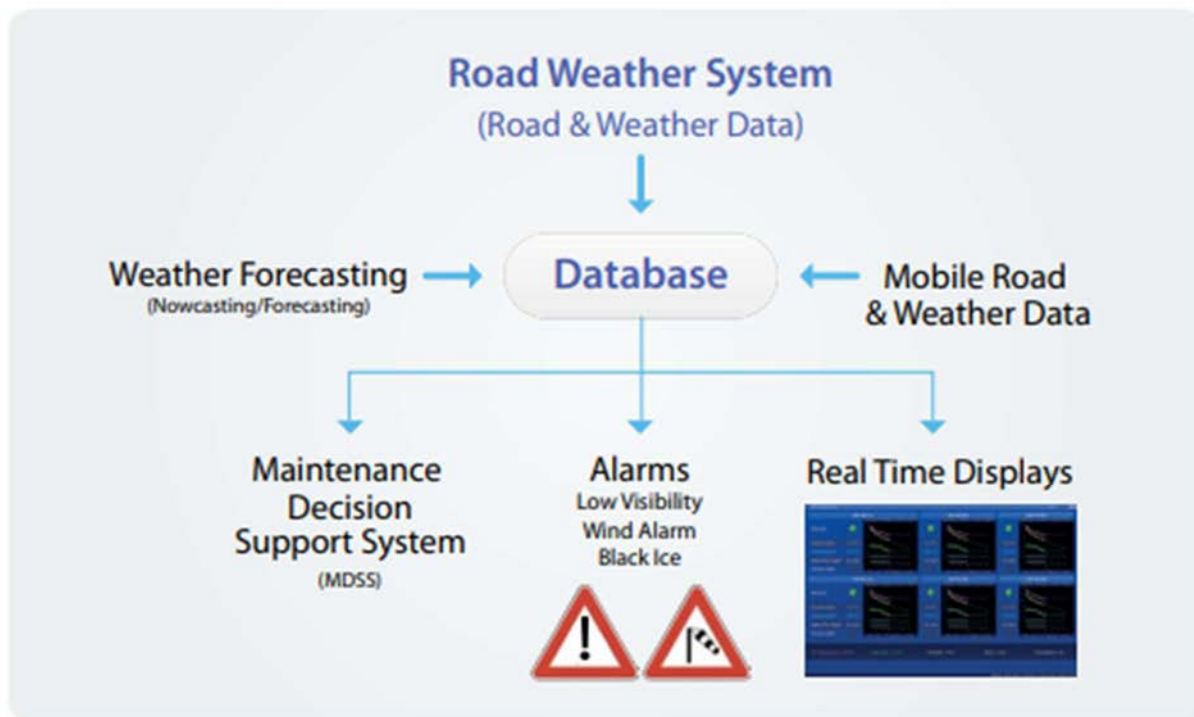 Road Weather System
(Road & Weather Data)
Weather Forecasting
(Nowcasting/Forecasting)
Database
Mobile Road
& Weather Data
Maintenance
Decision
Support System
(MDSS)
Alarms
Low Visibility
Wind Alarm
Black Ice
!
Real Time Displays